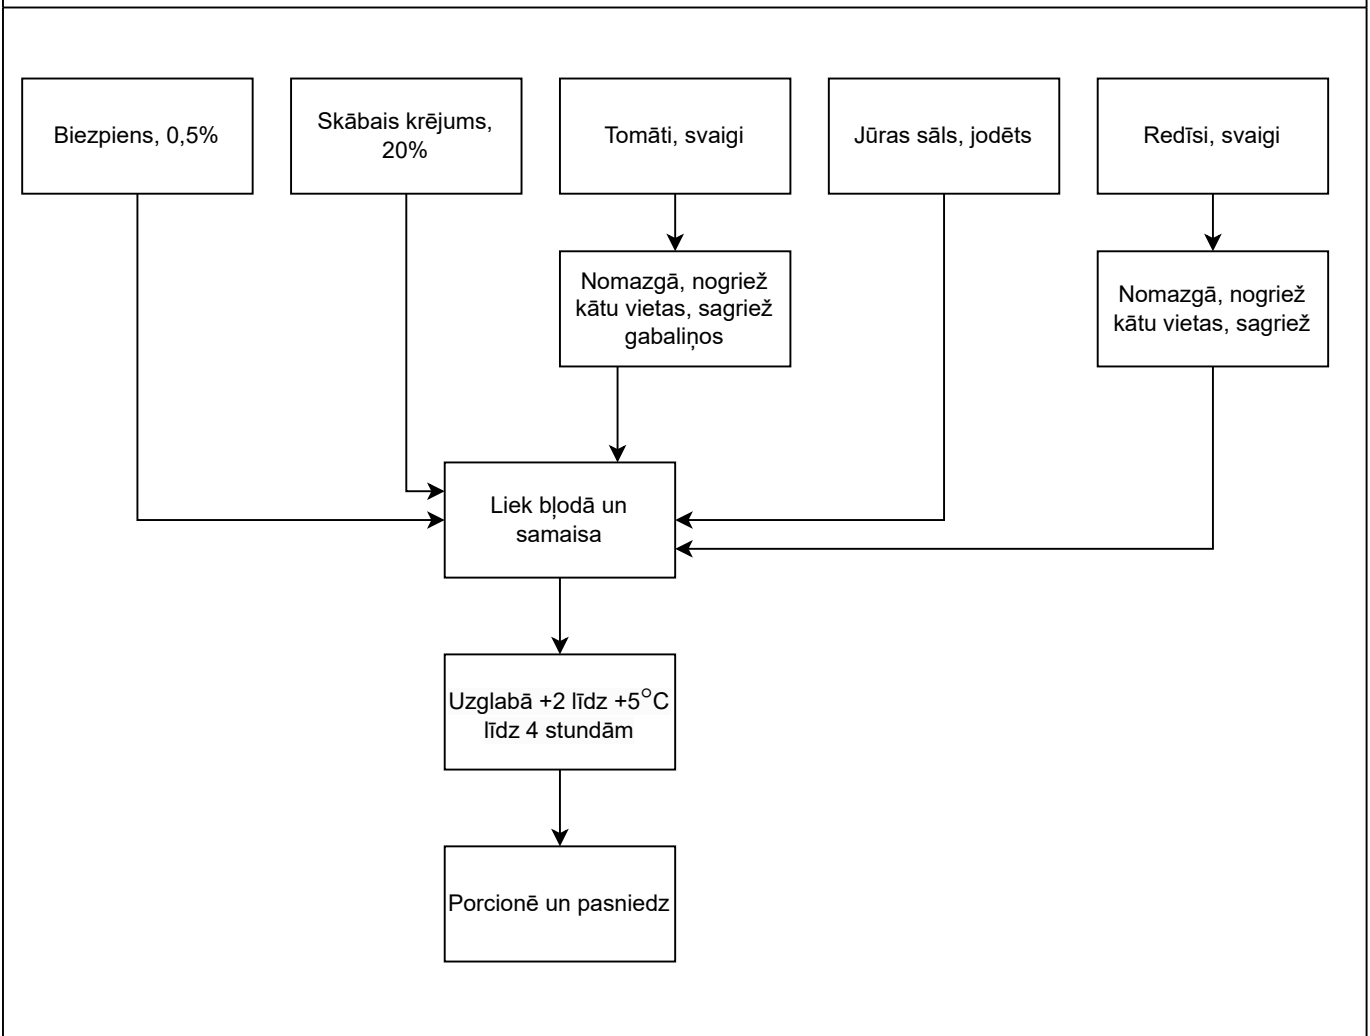 Biezpiens, 0,5%
Skābais krējums,
20%
Tomāti, svaigi
Jūras sāls, jodēts
Redīsi, svaigi
Nomazgā, nogriež
kātu vietas, sagriež
gabaliņos
Nomazgā, nogriež
kātu vietas, sagriež
Liek bļodā un
samaisa
Uzglabā +2 līdz +5°C
līdz 4 stundām
Porcionē un pasniedz